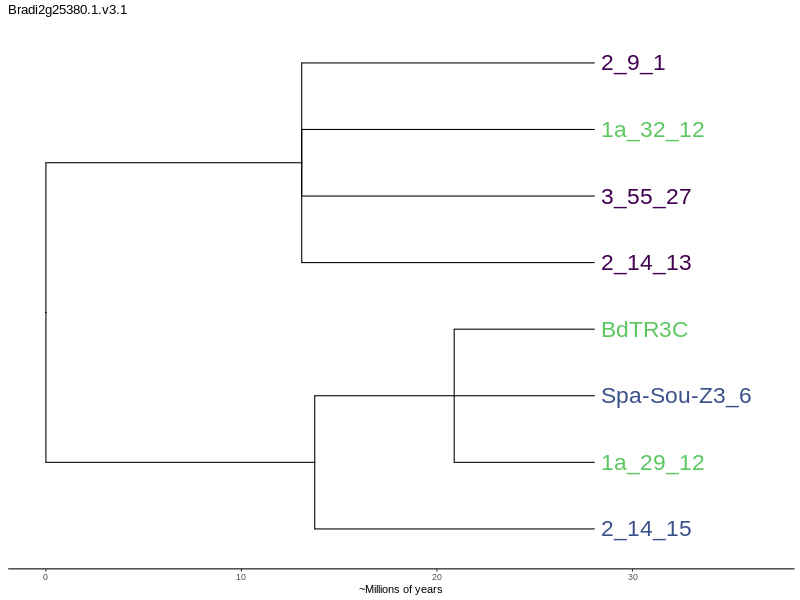 Bradi2g25380.1.v3.1
2_9_1
1a_32_12
3_55_27
2_14_13
BdTR3C
Spa-Sou-Z3_6
1a_29_12
2_14_15
0 10 20 30
~Millions of years